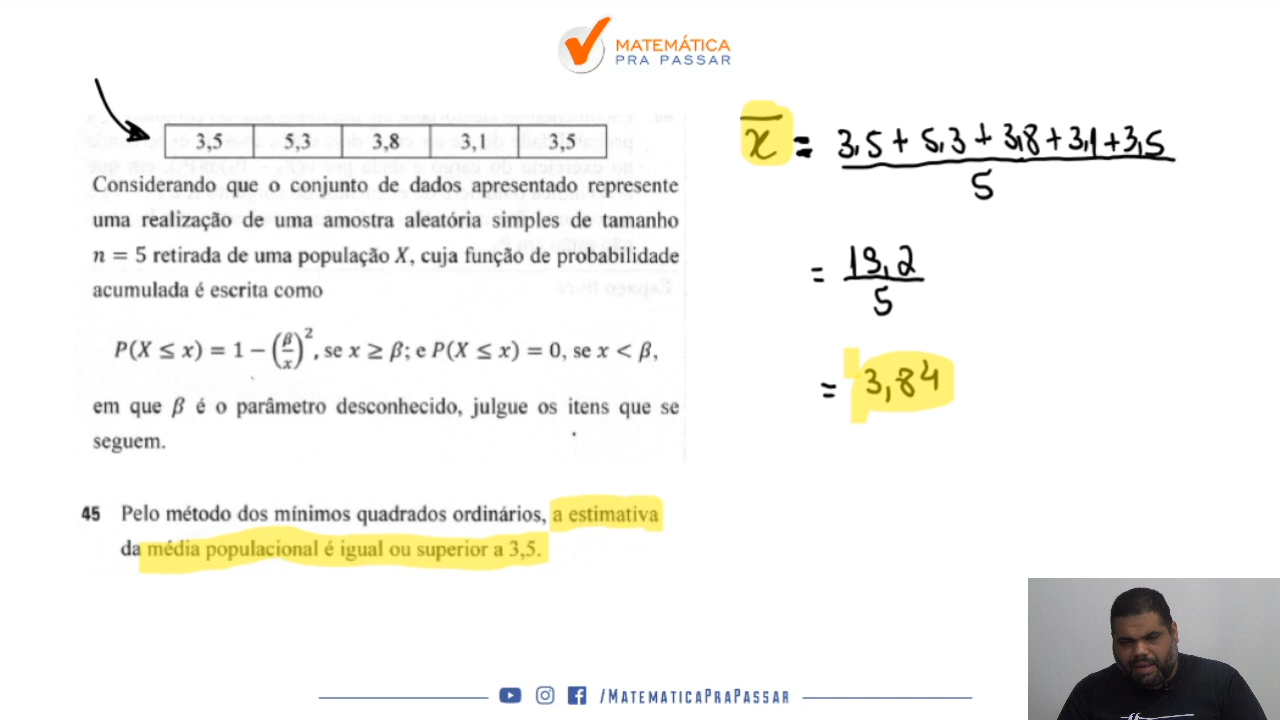 MATEMÁTICA
PRA PASSAR
3,5 5,3 3,8 3,1 3,5
Considerando que o conjunto de dados apresentado represente
uma realização de uma amostra aleatória simples de tamanho
n = 5 retirada de uma população X, cuja função de probabilidade
acumulada é escrita como
P(X ≤ x) = 1 − (β/x)², se x ≥ β; e P(X ≤ x) = 0, se x < β,
em que β é o parâmetro desconhecido, julgue os itens que se
seguem.
45 Pelo método dos mínimos quadrados ordinários, a estimativa
da média populacional é igual ou superior a 3,5.
x̄ = 3,5 + 5,3 + 3,8 + 3,1 + 3,5
5
= 19,2
5
= 3,84
/MATEMATICAPRAPASSAR